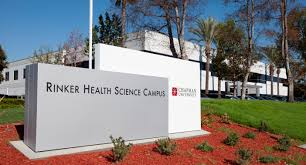 RINKER HEALTH SCIENCE CAMPUS
CHAPMAN
UNIVERSITY